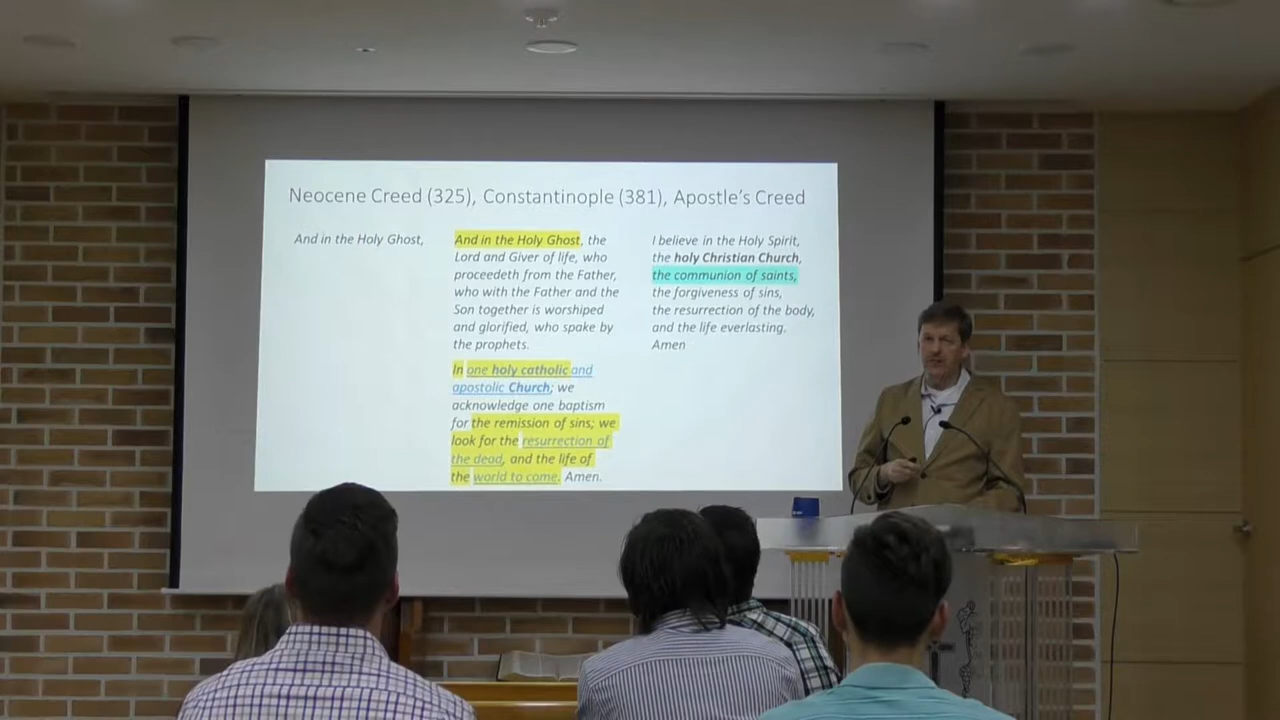 Neocene Creed (325), Constantinople (381), Apostle's Creed
And in the Holy Ghost,
And in the Holy Ghost, the
Lord and Giver of life, who
proceedeth from the Father,
who with the Father and the
Son together is worshiped
and glorified, who spake by
the prophets.
In one holy catholic and
apostolic Church; we
acknowledge one baptism
for the remission of sins; we
look for the resurrection of
the dead, and the life of
the world to come. Amen.
I believe in the Holy Spirit,
the holy Christian Church,
the communion of saints,
the forgiveness of sins,
the resurrection of the body,
and the life everlasting.
Amen